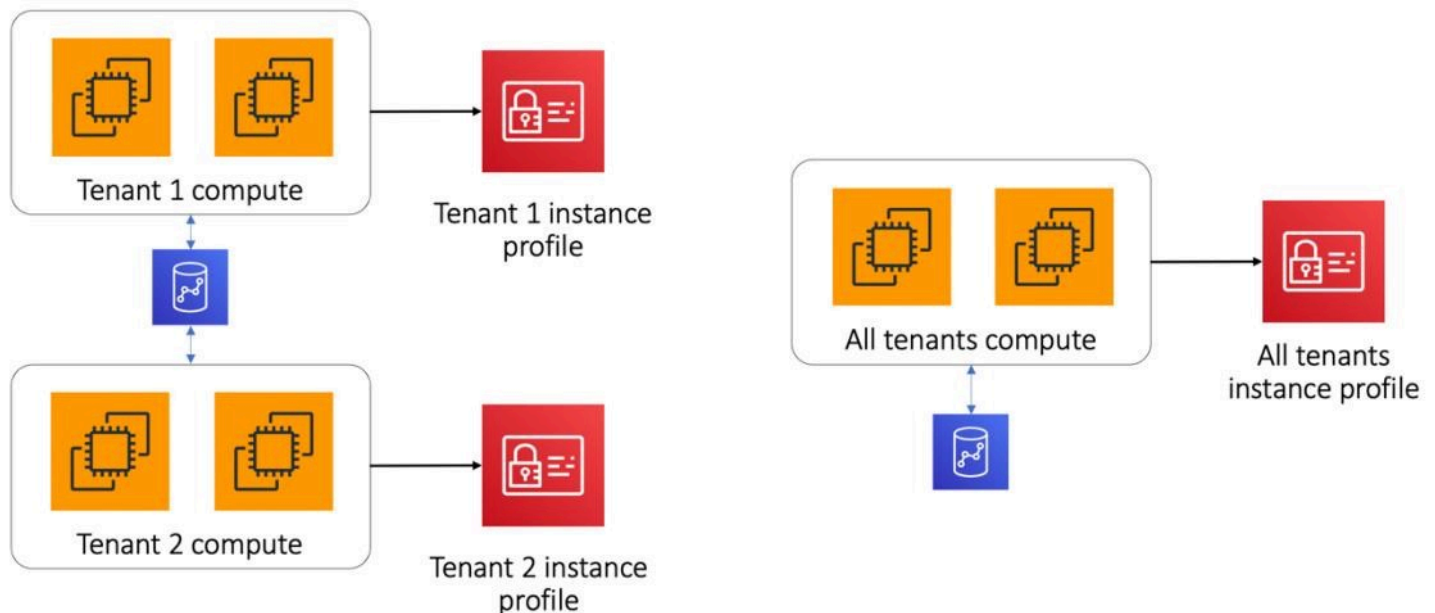 Tenant 1 compute
Tenant 1 instance
profile
Tenant 2 compute
Tenant 2 instance
profile
All tenants compute
All tenants
instance profile